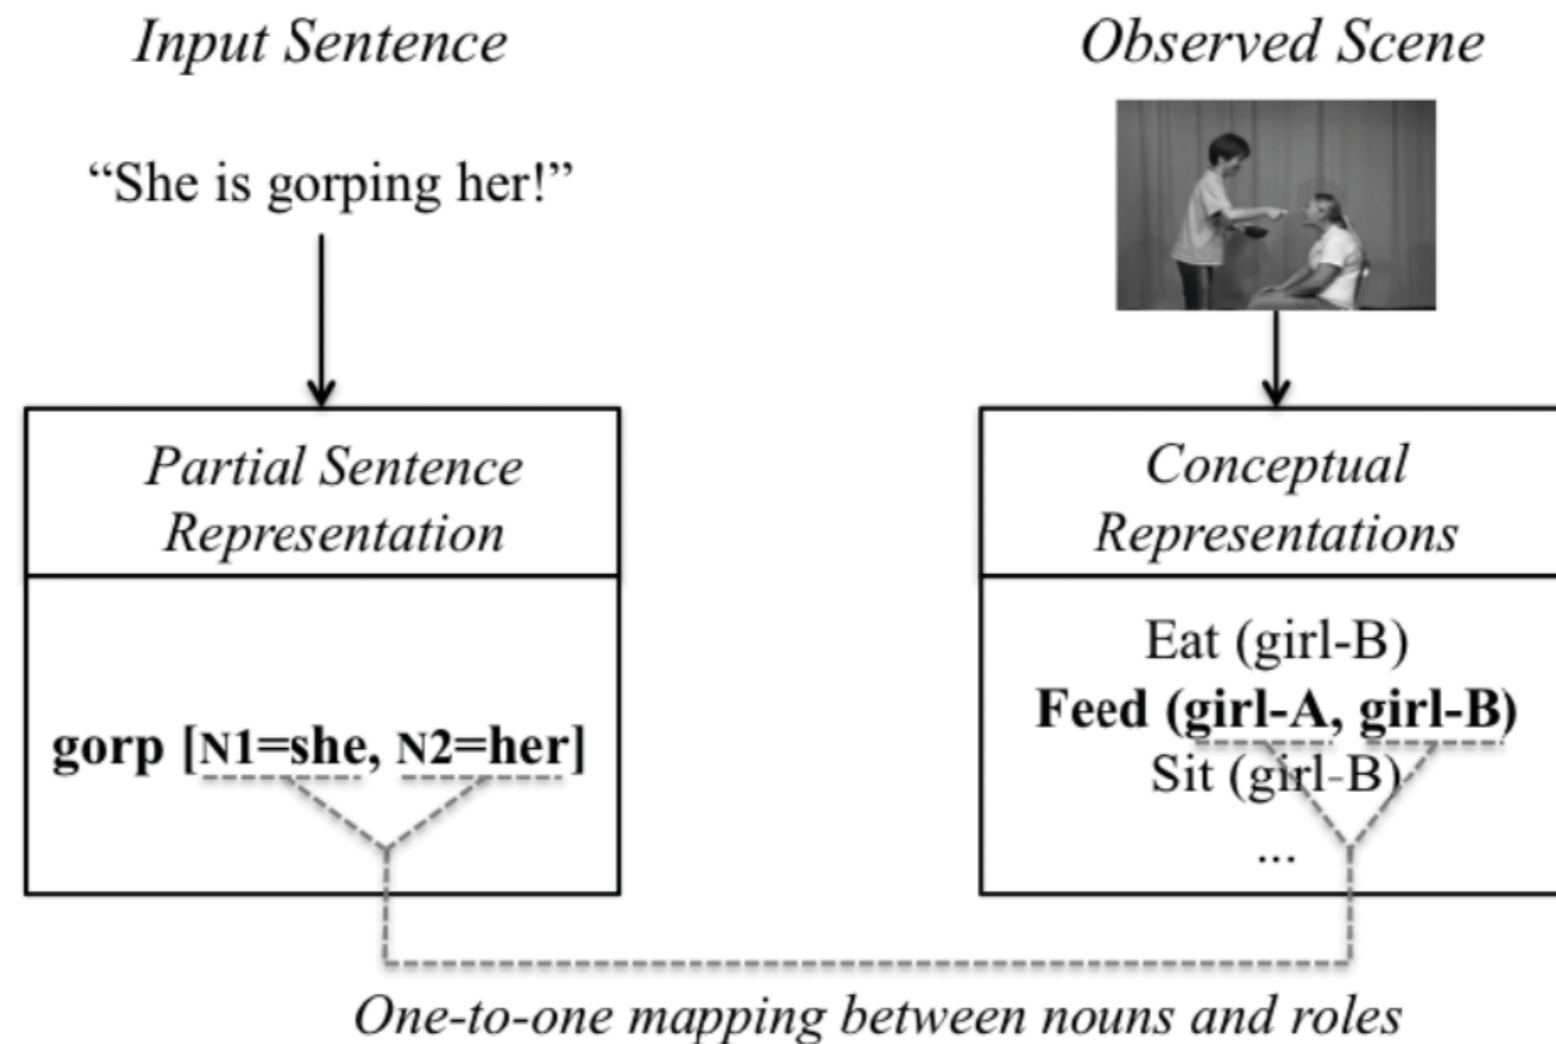 Input Sentence
“She is gorping her!”
Partial Sentence
Representation
gorp [N1=she, N2=her]
Observed Scene
Conceptual
Representations
Eat (girl-B)
Feed (girl-A, girl-B)
Sit (girl-B)
...
One-to-one mapping between nouns and roles